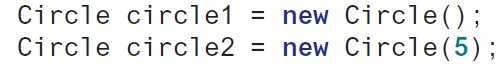 Circle circle1 = new Circle();
Circle circle2 = new Circle(5);